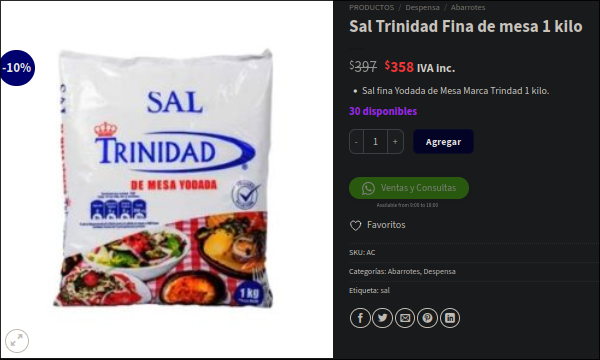 PRODUCTOS / Despensa / Abarrotes
Sal Trinidad Fina de mesa 1 kilo
-10%
$397 $358 IVA Inc.
Sal fina Yodada de Mesa Marca Trindad 1 kilo.
30 disponibles
- 1 + Agregar
Ventas y Consultas
Available from 9:00 to 18:00
Favoritos
SKU: AC
Categorías: Abarrotes, Despensa
Etiqueta: sal
SAL
TRINIDAD
DE MESA YODADA
1 kg